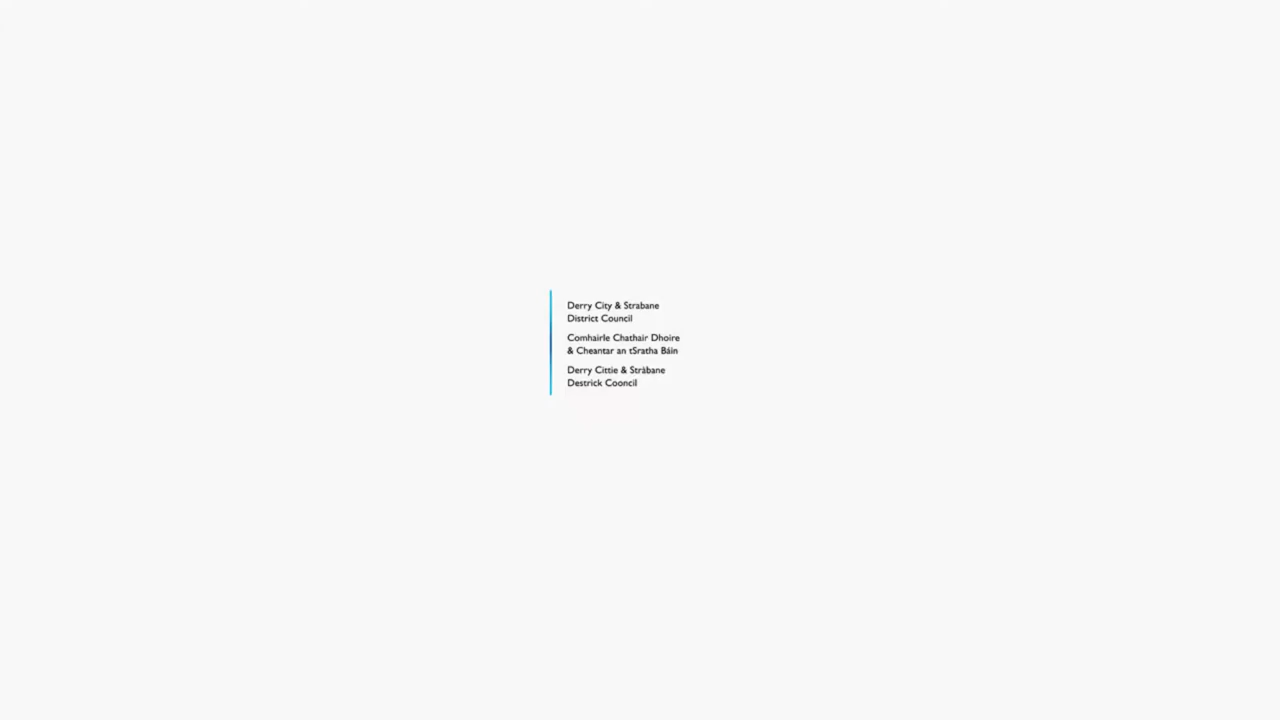 Derry City & Strabane
District Council
Comhairle Chathair Dhoire
& Cheantar an tSratha Báin
Derry Cittie & Stràbane
Destrick Cooncil